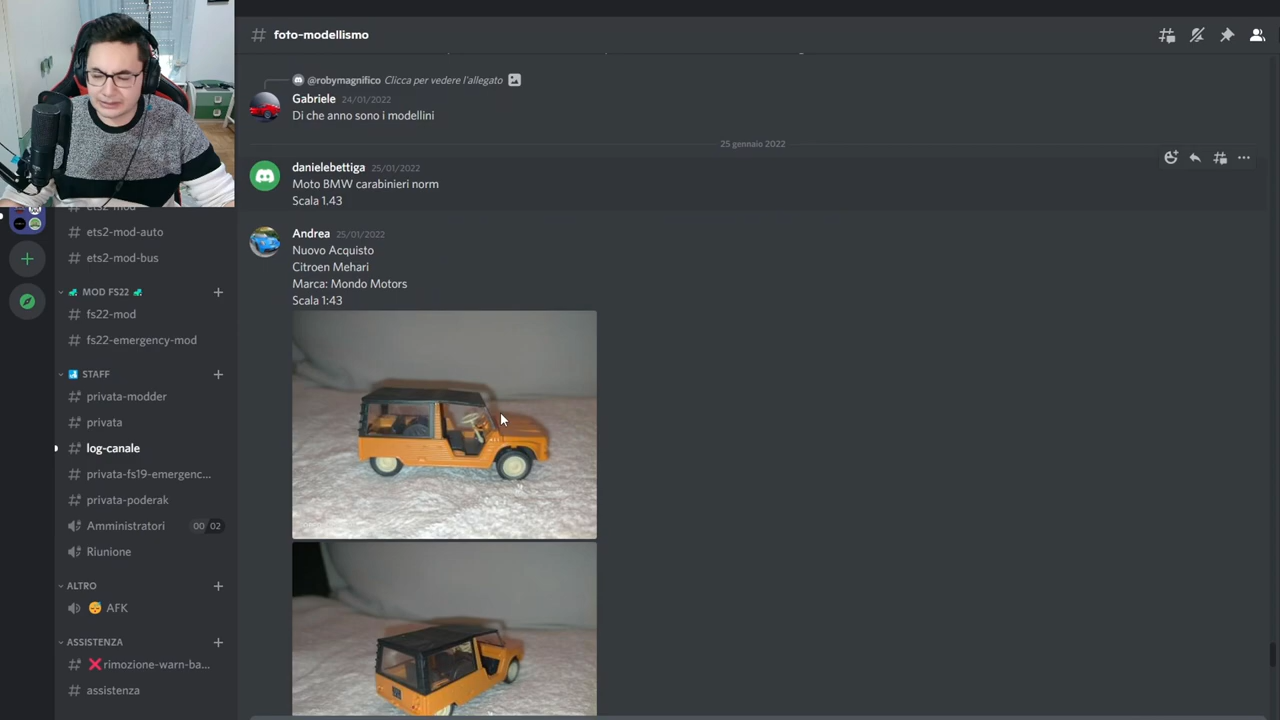 foto-modellismo
@robymagnifico Clicca per vedere l'allegato
Gabriele 24/01/2022
Di che anno sono i modellini
25 gennaio 2022
danielebettiga 25/01/2022
Moto BMW carabinieri norm
Scala 1.43
Andrea 25/01/2022
Nuovo Acquisto
Citroen Mehari
Marca: Mondo Motors
Scala 1:43
ets2-mod
ets2-mod-auto
ets2-mod-bus
MOD FS22
fs22-mod
fs22-emergency-mod
STAFF
privata-modder
privata
log-canale
privata-fs19-emergenc...
privata-poderak
Amministratori 00 02
Riunione
ALTRO
AFK
ASSISTENZA
rimozione-warn-ba...
assistenza